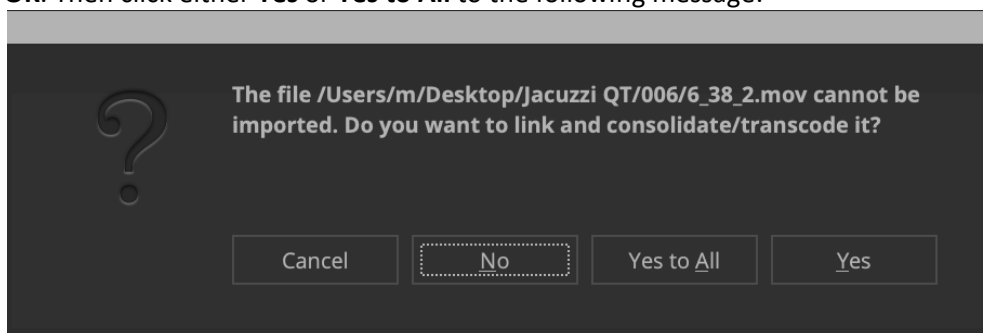 OK. Then click either Yes or Yes to All to the following message:
The file /Users/m/Desktop/Jacuzzi QT/006/6_38_2.mov cannot be
imported. Do you want to link and consolidate/transcode it?
Cancel No Yes to All Yes